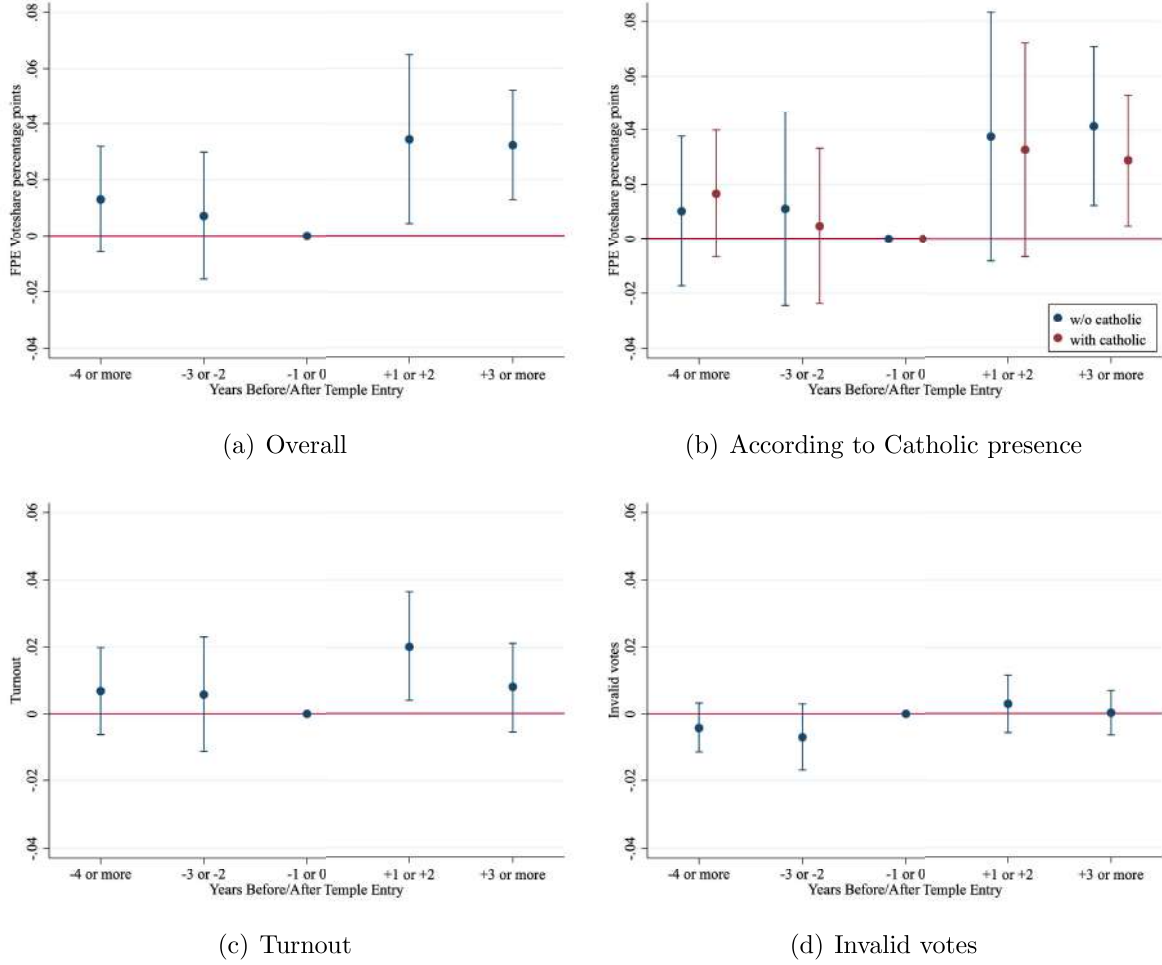 FPE Voteshare percentage points
.08
.06
.04
.02
0
-.02
-.04
-4 or more -3 or -2 -1 or 0 +1 or +2 +3 or more
Years Before/After Temple Entry
(a) Overall
FPE Voteshare percentage points
.08
.06
.04
.02
0
-.02
-.04
w/o catholic
with catholic
-4 or more -3 or -2 -1 or 0 +1 or +2 +3 or more
Years Before/After Temple Entry
(b) According to Catholic presence
Turnout
.06
.04
.02
0
-.02
-.04
-4 or more -3 or -2 -1 or 0 +1 or +2 +3 or more
Years Before/After Temple Entry
(c) Turnout
Invalid votes
.06
.04
.02
0
-.02
-.04
-4 or more -3 or -2 -1 or 0 +1 or +2 +3 or more
Years Before/After Temple Entry
(d) Invalid votes